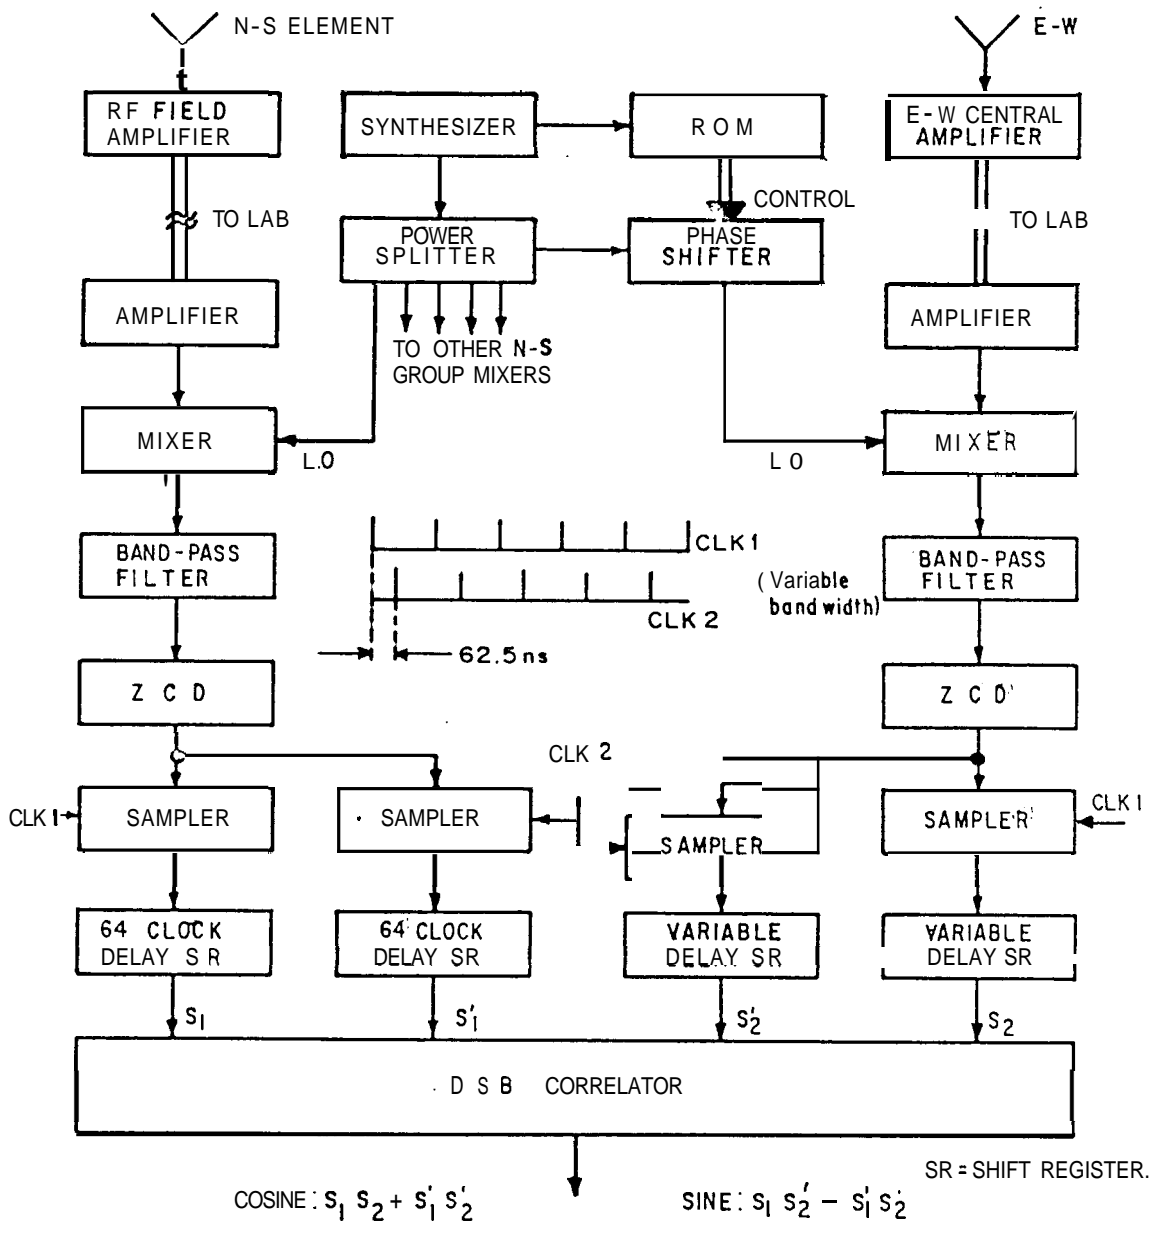 N-S ELEMENT
E-W
RF FIELD
AMPLIFIER
SYNTHESIZER
ROM
E-W CENTRAL
AMPLIFIER
CONTROL
TO LAB
POWER
SPLITTER
PHASE
SHIFTER
TO LAB
AMPLIFIER
AMPLIFIER
TO OTHER N-S
GROUP MIXERS
MIXER
L.O
L O
MIXER
BAND-PASS
FILTER
CLK1
CLK 2
62.5 ns
(Variable
band width)
BAND-PASS
FILTER
Z C D
Z C D
CLK 2
CLK 1
SAMPLER
SAMPLER
SAMPLER
SAMPLER
CLK 1
64 CLOCK
DELAY S R
64 CLOCK
DELAY SR
VARIABLE
DELAY SR
VARIABLE
DELAY SR
S1
S'1
S'2
S2
D S B CORRELATOR
SR = SHIFT REGISTER.
COSINE: S1 S2 + S'1 S'2
SINE: S1 S2' − S'1 S'2